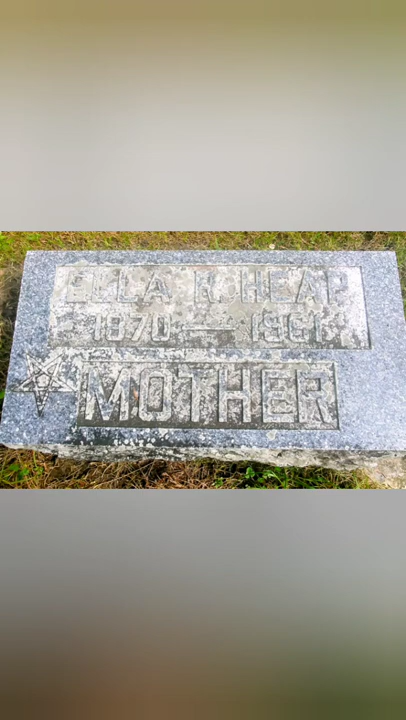 ELLA R. HEAP
1870 — 1961
MOTHER